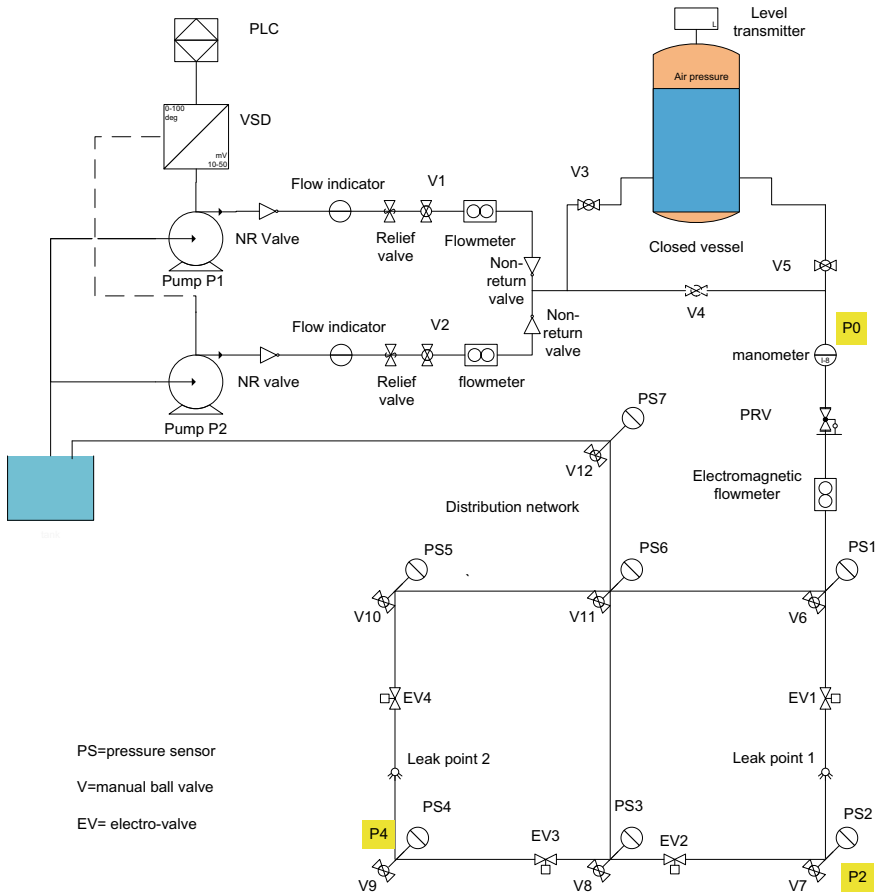 Level
transmitter
L
PLC
Air pressure
0-100
deg
VSD
mV
10-50
V3
Flow indicator
V1
NR Valve
Relief
valve
Flowmeter
Closed vessel
Non-
return
valve
V5
Pump P1
V4
Non-
return
valve
P0
Flow indicator
V2
manometer
I-8
NR valve
Relief
valve
flowmeter
PS7
PRV
Pump P2
V12
Electromagnetic
flowmeter
Distribution network
PS5
PS6
PS1
V10
V11
V6
EV4
EV1
PS=pressure sensor
Leak point 2
Leak point 1
V=manual ball valve
PS4
PS3
PS2
EV= electro-valve
P4
EV3
EV2
V9
V8
V7
P2